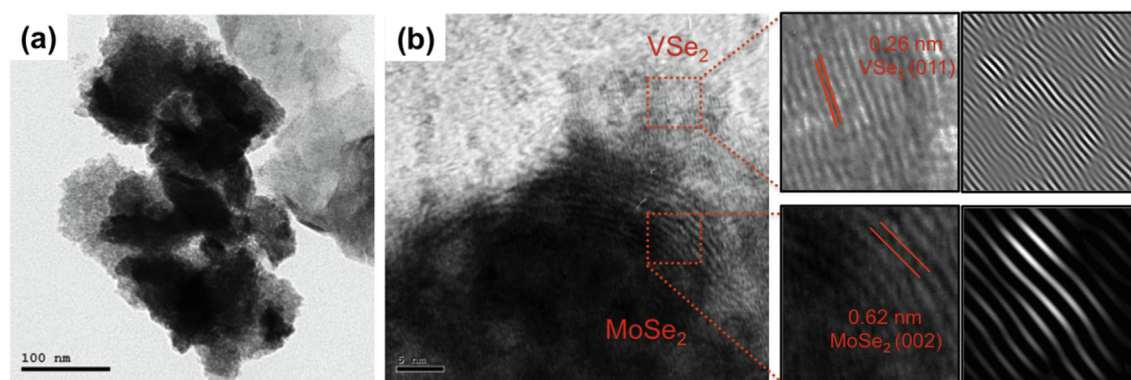 (a)
100 nm
(b)
VSe₂
MoSe₂
5 nm
0.26 nm
VSe₂ (011)
0.62 nm
MoSe₂ (002)